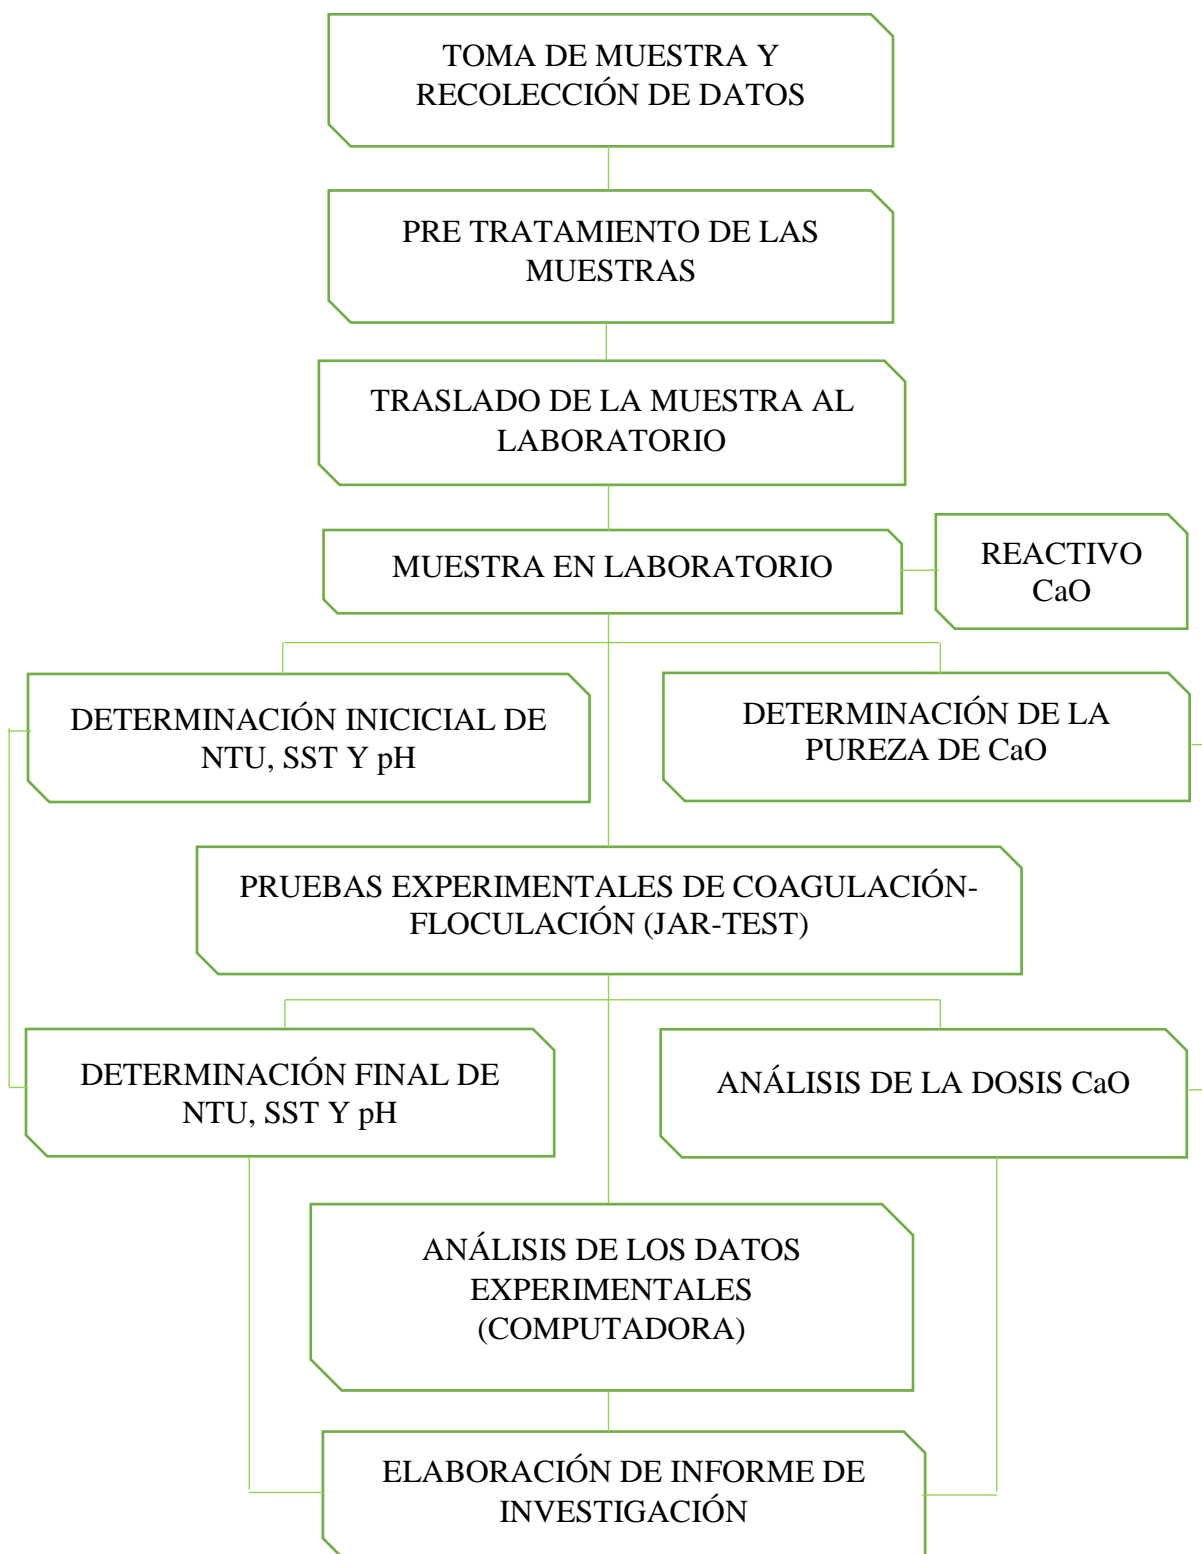 TOMA DE MUESTRA Y
RECOLECCIÓN DE DATOS
PRE TRATAMIENTO DE LAS
MUESTRAS
TRASLADO DE LA MUESTRA AL
LABORATORIO
MUESTRA EN LABORATORIO
REACTIVO
CaO
DETERMINACIÓN INICICIAL DE
NTU, SST Y pH
DETERMINACIÓN DE LA
PUREZA DE CaO
PRUEBAS EXPERIMENTALES DE COAGULACIÓN-
FLOCULACIÓN (JAR-TEST)
DETERMINACIÓN FINAL DE
NTU, SST Y pH
ANÁLISIS DE LA DOSIS CaO
ANÁLISIS DE LOS DATOS
EXPERIMENTALES
(COMPUTADORA)
ELABORACIÓN DE INFORME DE
INVESTIGACIÓN